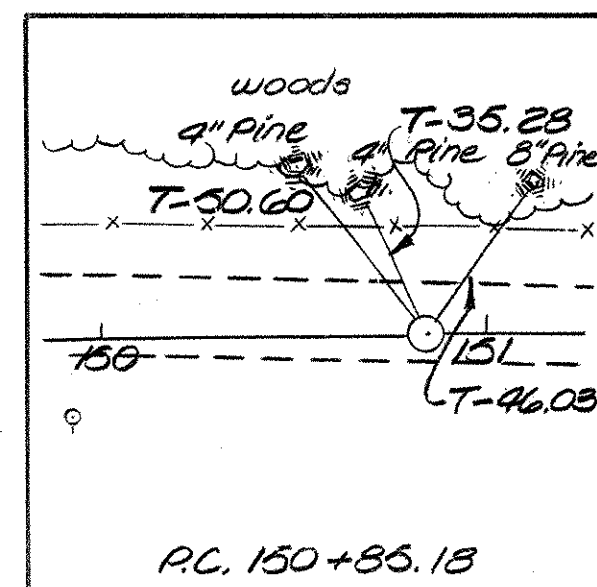 woods
4" Pine
T-35.28
4" Pine
8" Pine
T-50.60
150
151
T-46.03
P.C. 150+85.18